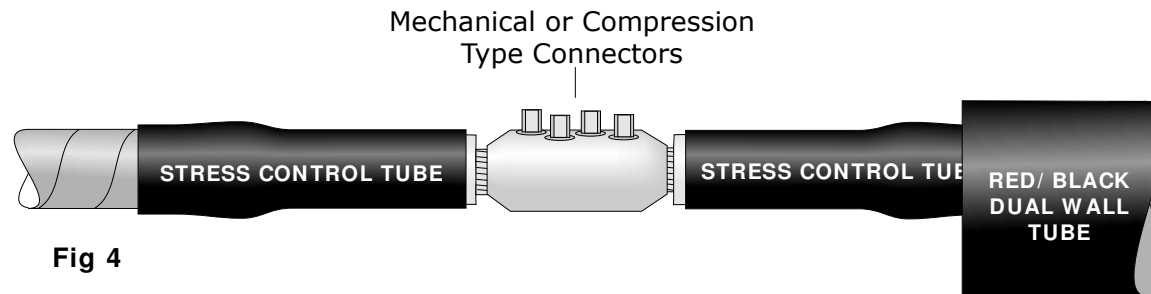 Mechanical or Compression
Type Connectors
STRESS CONTROL TUBE
STRESS CONTROL TUB
RED/ BLACK
DUAL WALL
TUBE
Fig 4